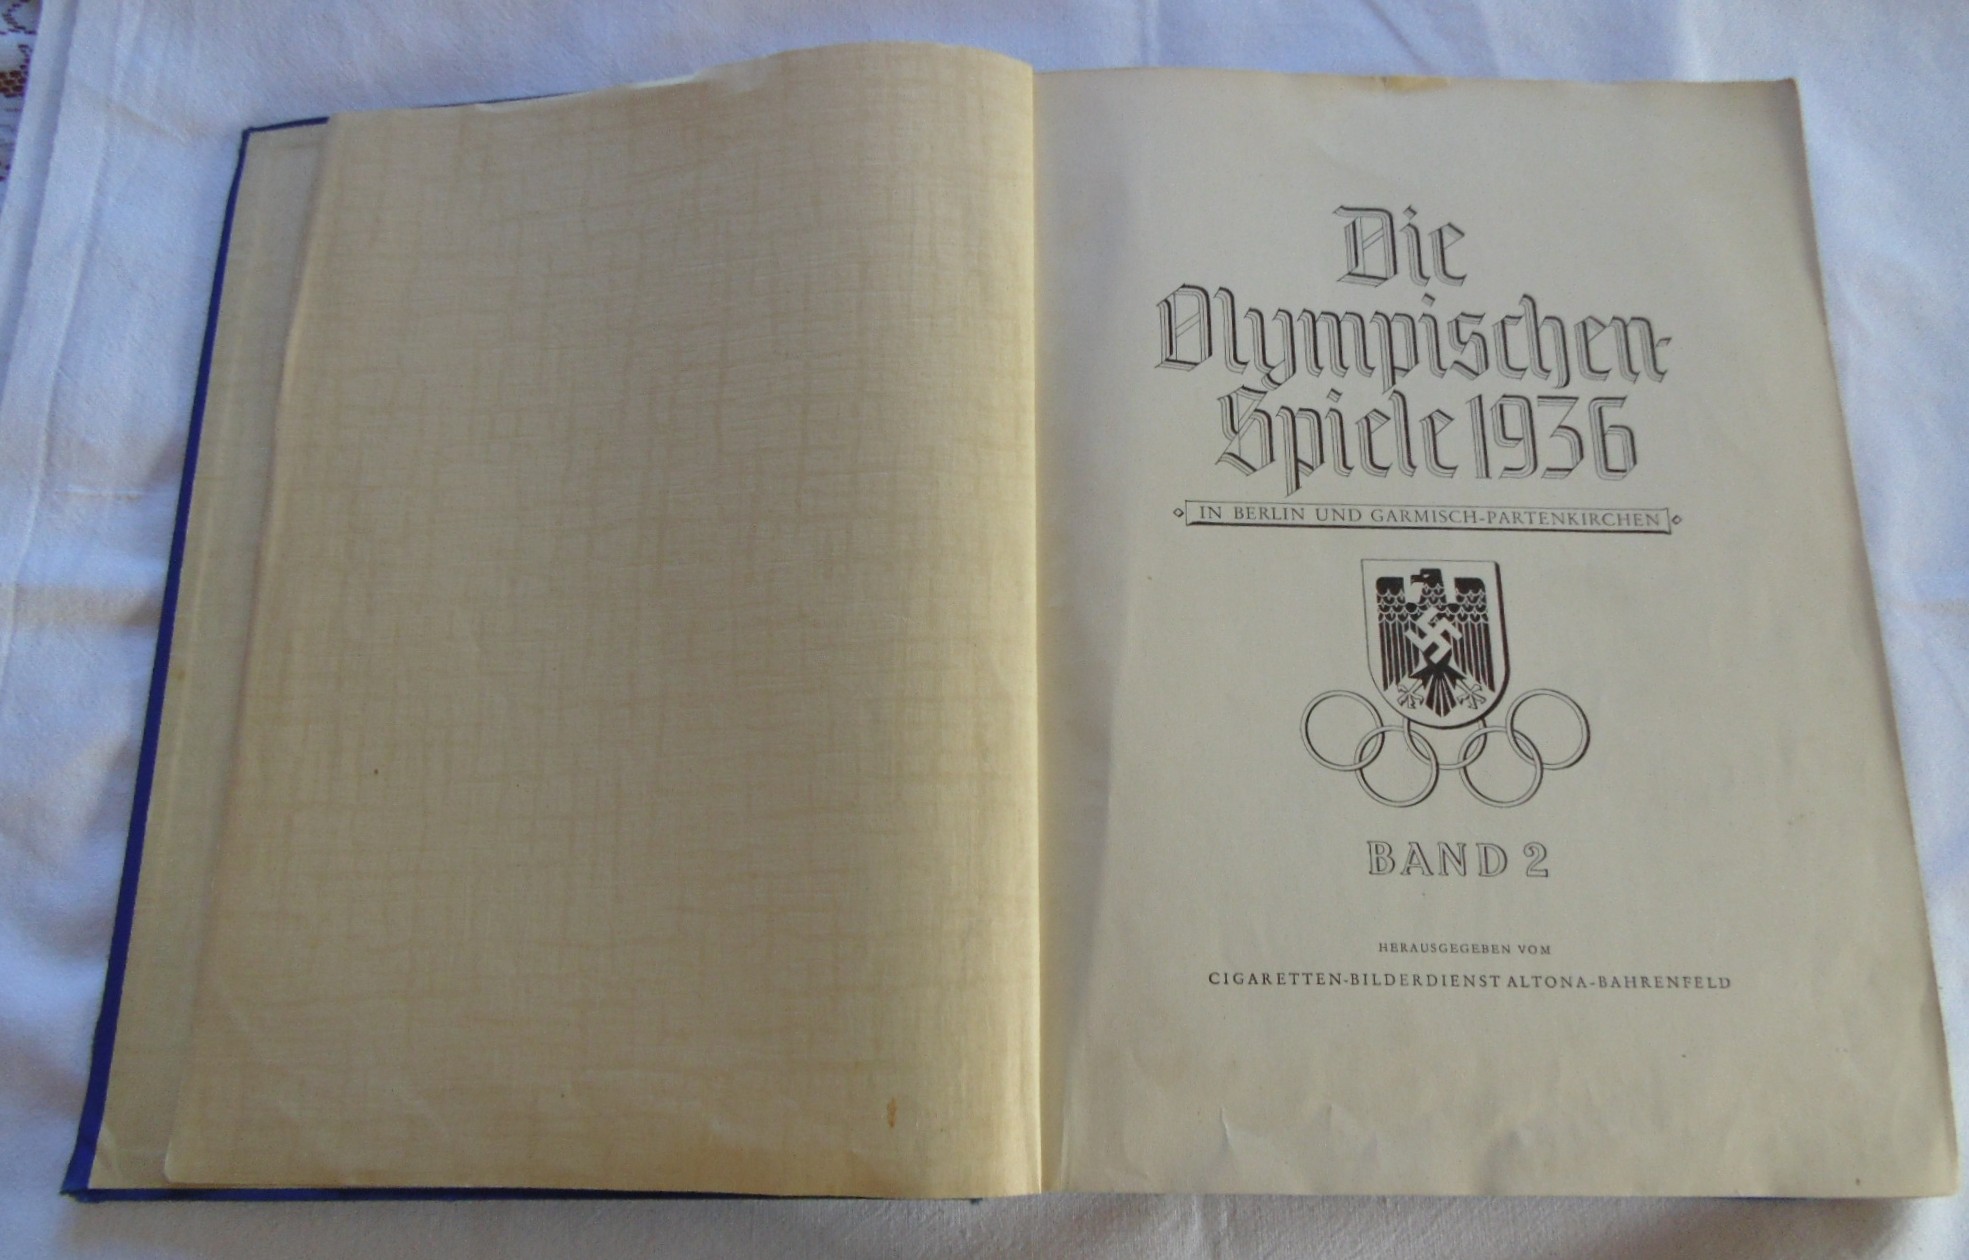 Die
Olympischen
Spiele 1936
IN BERLIN UND GARMISCH-PARTENKIRCHEN
BAND 2
HERAUSGEGEBEN VOM
CIGARETTEN-BILDERDIENST ALTONA-BAHRENFELD